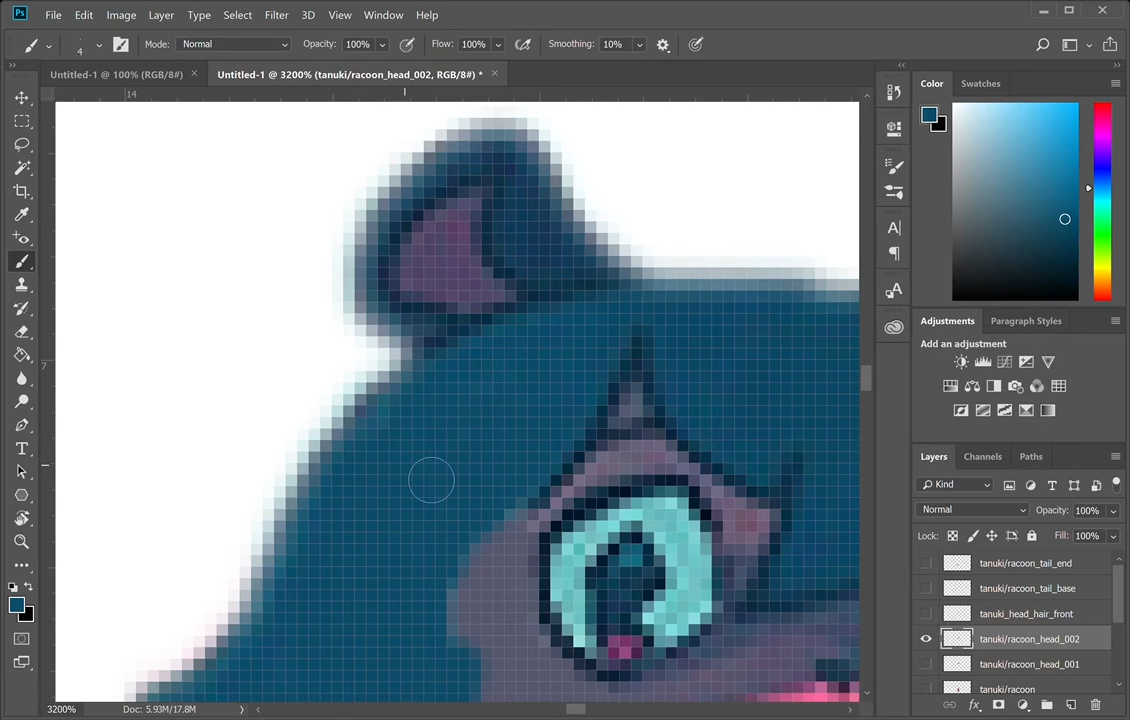 Ps File Edit Image Layer Type Select Filter 3D View Window Help
4 Mode: Normal Opacity: 100% Flow: 100% Smoothing: 10%
Untitled-1 @ 100% (RGB/8#) × Untitled-1 @ 3200% (tanuki/racoon_head_002, RGB/8#) * ×
14
7
Color Swatches
Adjustments Paragraph Styles
Add an adjustment
Layers Channels Paths
Kind
Normal Opacity: 100%
Lock: Fill: 100%
tanuki/racoon_tail_end
tanuki/racoon_tail_base
tanuki_head_hair_front
tanuki/racoon_head_002
tanuki/racoon_head_001
tanuki/racoon
3200% Doc: 5.93M/17.8M